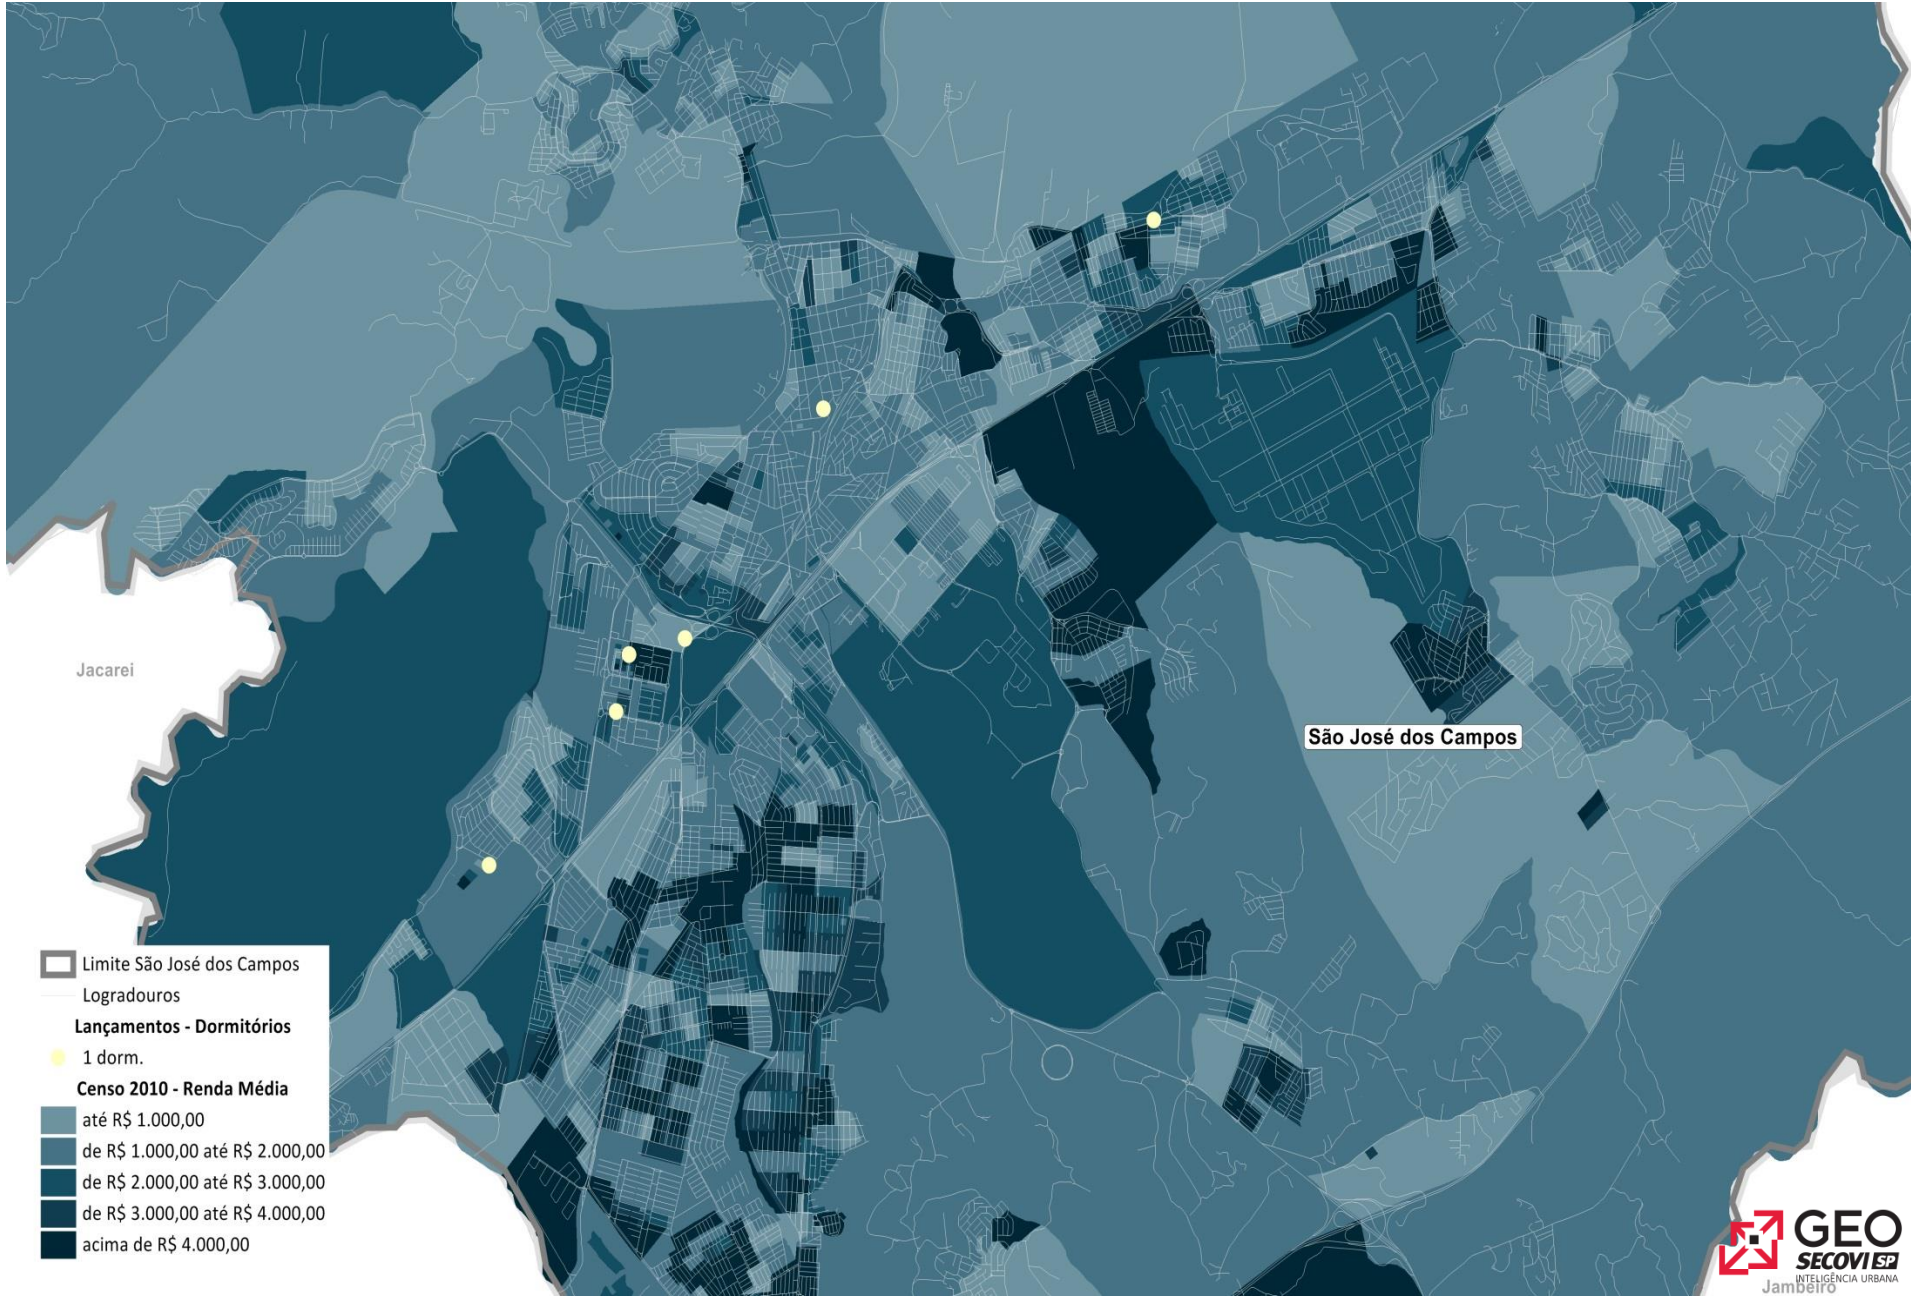 Jacarei
São José dos Campos
Limite São José dos Campos
Logradouros
Lançamentos - Dormitórios
1 dorm.
Censo 2010 - Renda Média
até R$ 1.000,00
de R$ 1.000,00 até R$ 2.000,00
de R$ 2.000,00 até R$ 3.000,00
de R$ 3.000,00 até R$ 4.000,00
acima de R$ 4.000,00
GEO
SECOVI SP
INTELIGÊNCIA URBANA
Jambeiro